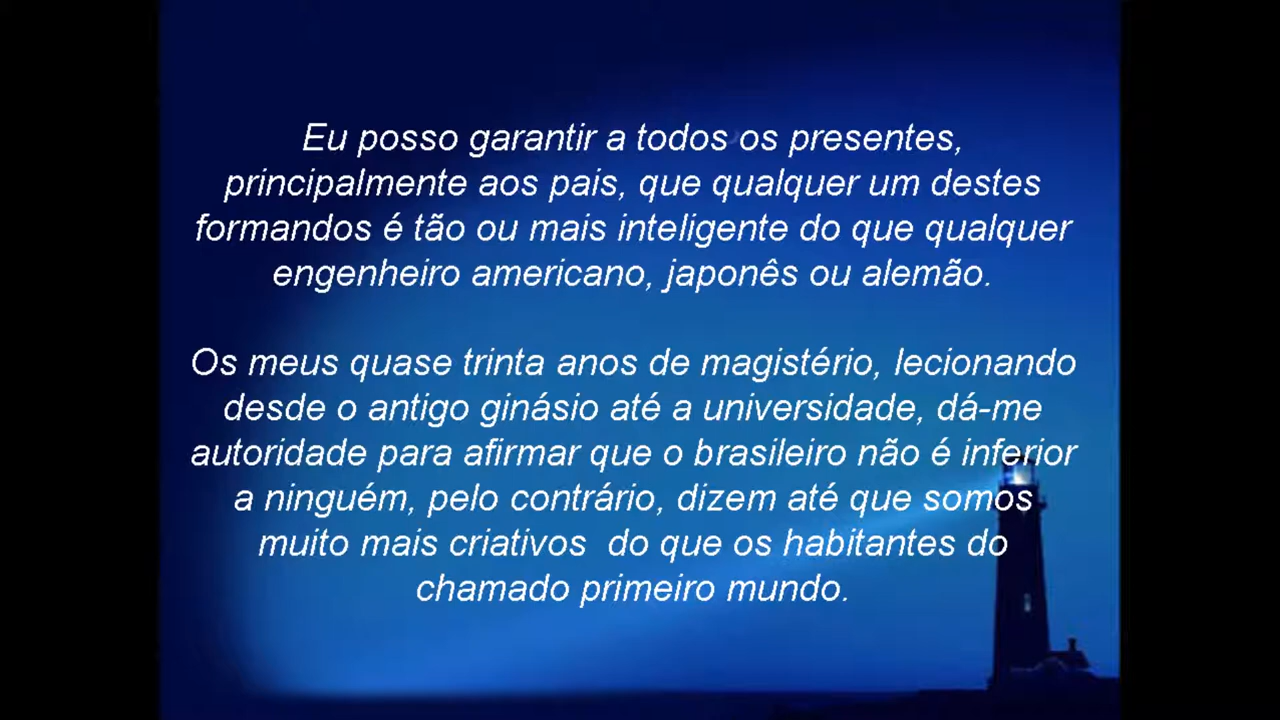 Eu posso garantir a todos os presentes,
principalmente aos pais, que qualquer um destes
formandos é tão ou mais inteligente do que qualquer
engenheiro americano, japonês ou alemão.
Os meus quase trinta anos de magistério, lecionando
desde o antigo ginásio até a universidade, dá-me
autoridade para afirmar que o brasileiro não é inferior
a ninguém, pelo contrário, dizem até que somos
muito mais criativos  do que os habitantes do
chamado primeiro mundo.